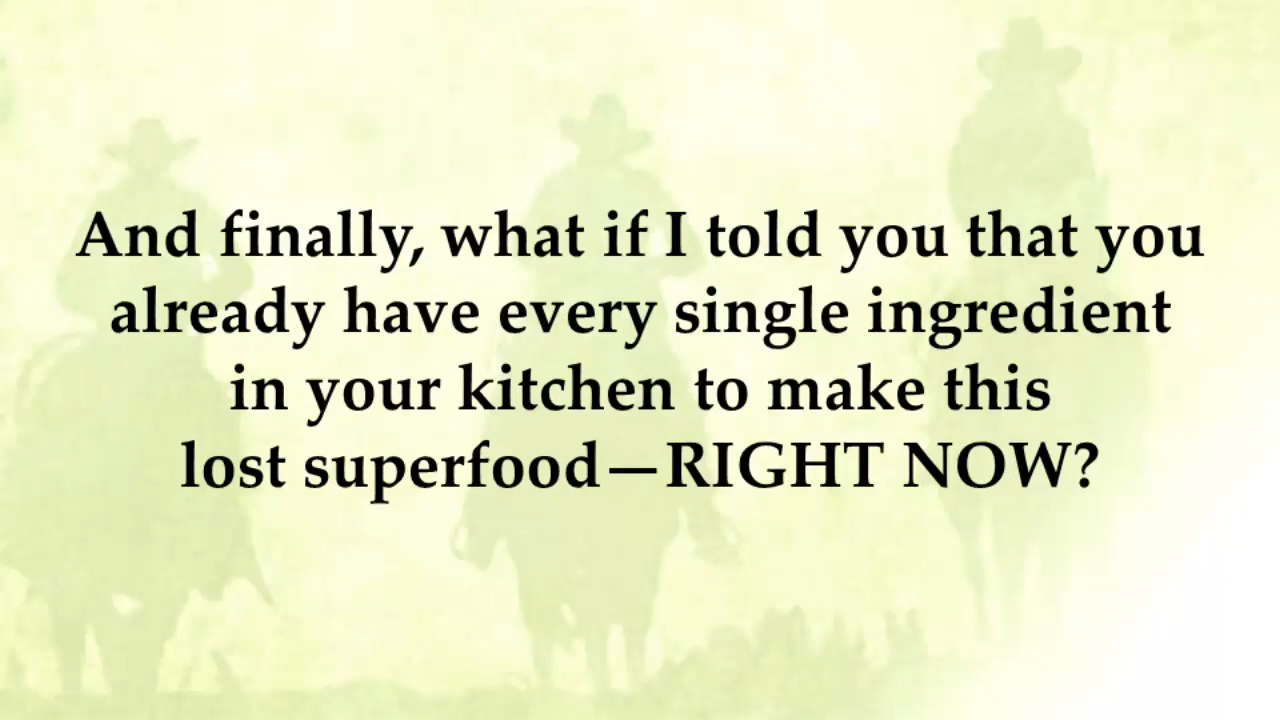 And finally, what if I told you that you
already have every single ingredient
in your kitchen to make this
lost superfood—RIGHT NOW?